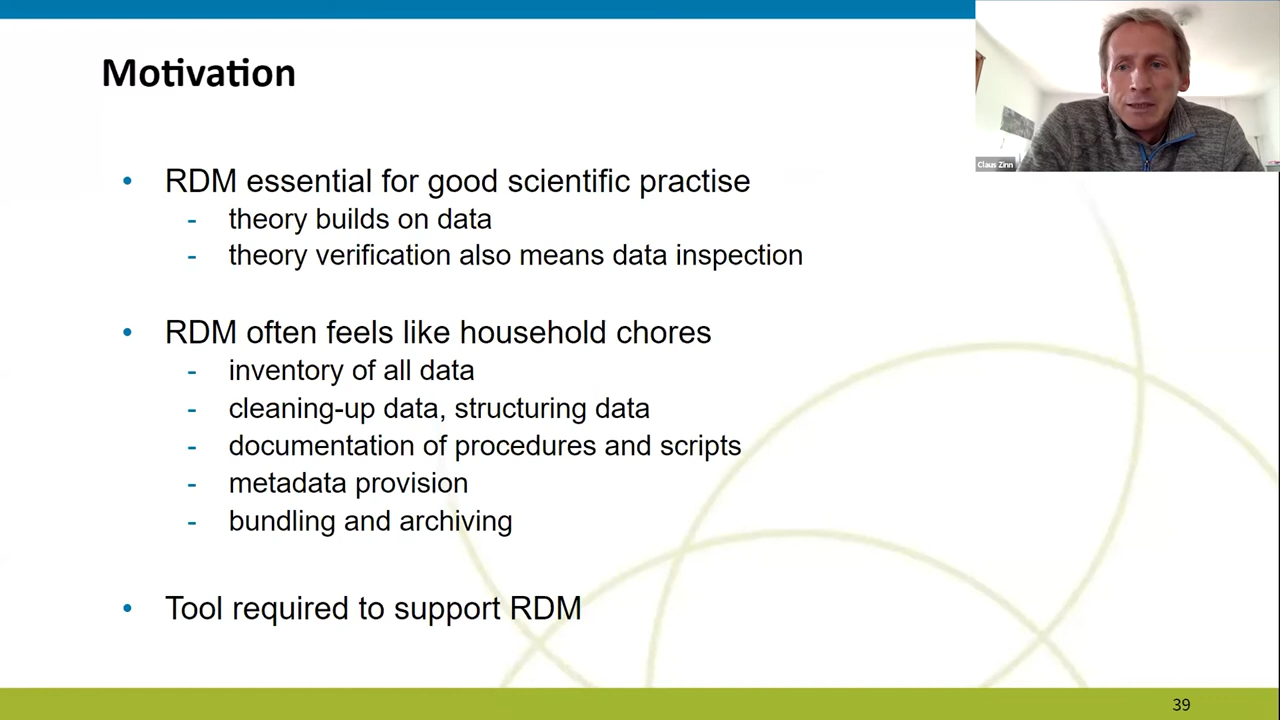 Motivation
Claus Zinn
• RDM essential for good scientific practise
- theory builds on data
- theory verification also means data inspection
• RDM often feels like household chores
- inventory of all data
- cleaning-up data, structuring data
- documentation of procedures and scripts
- metadata provision
- bundling and archiving
• Tool required to support RDM
39